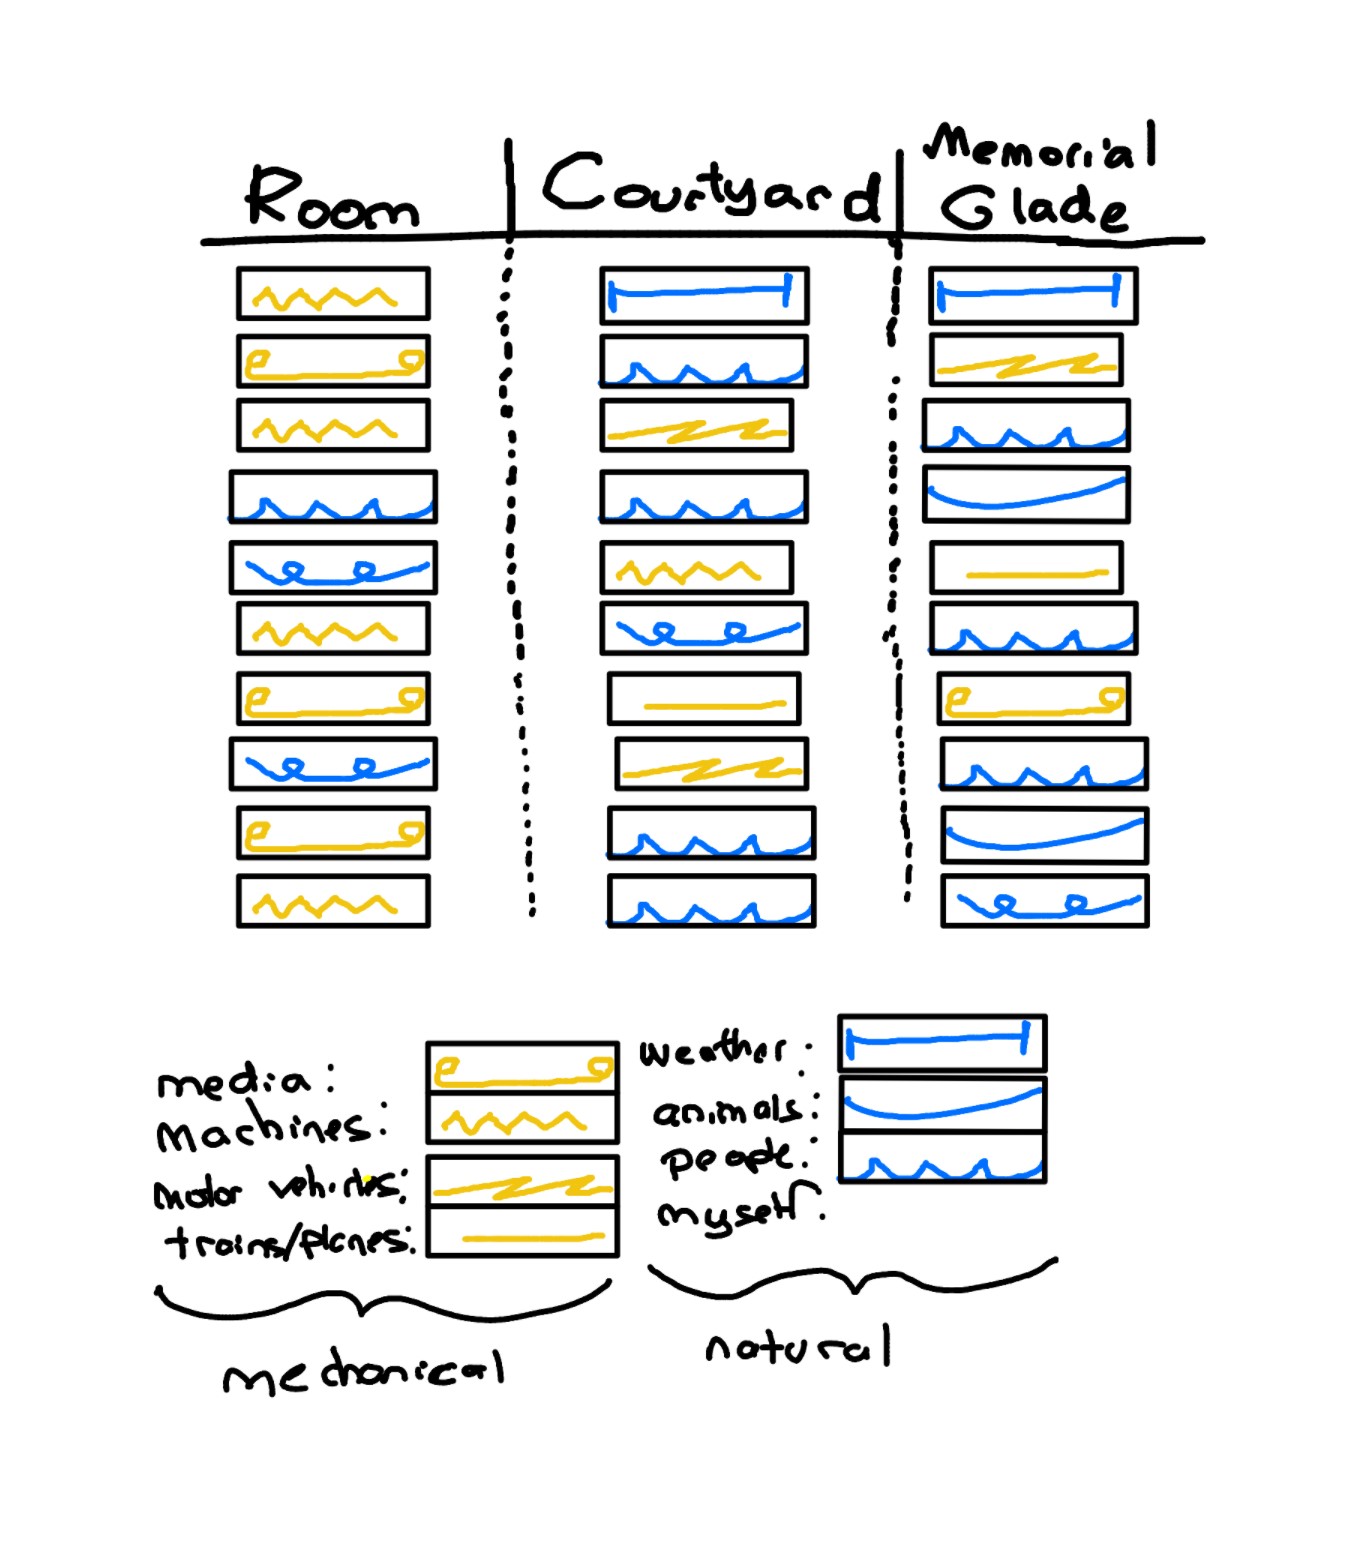 Room
Courtyard
Memorial
Glade
media:
machines:
motor vehicles:
trains/planes:
mechanical
weather:
animals:
people:
myself:
natural